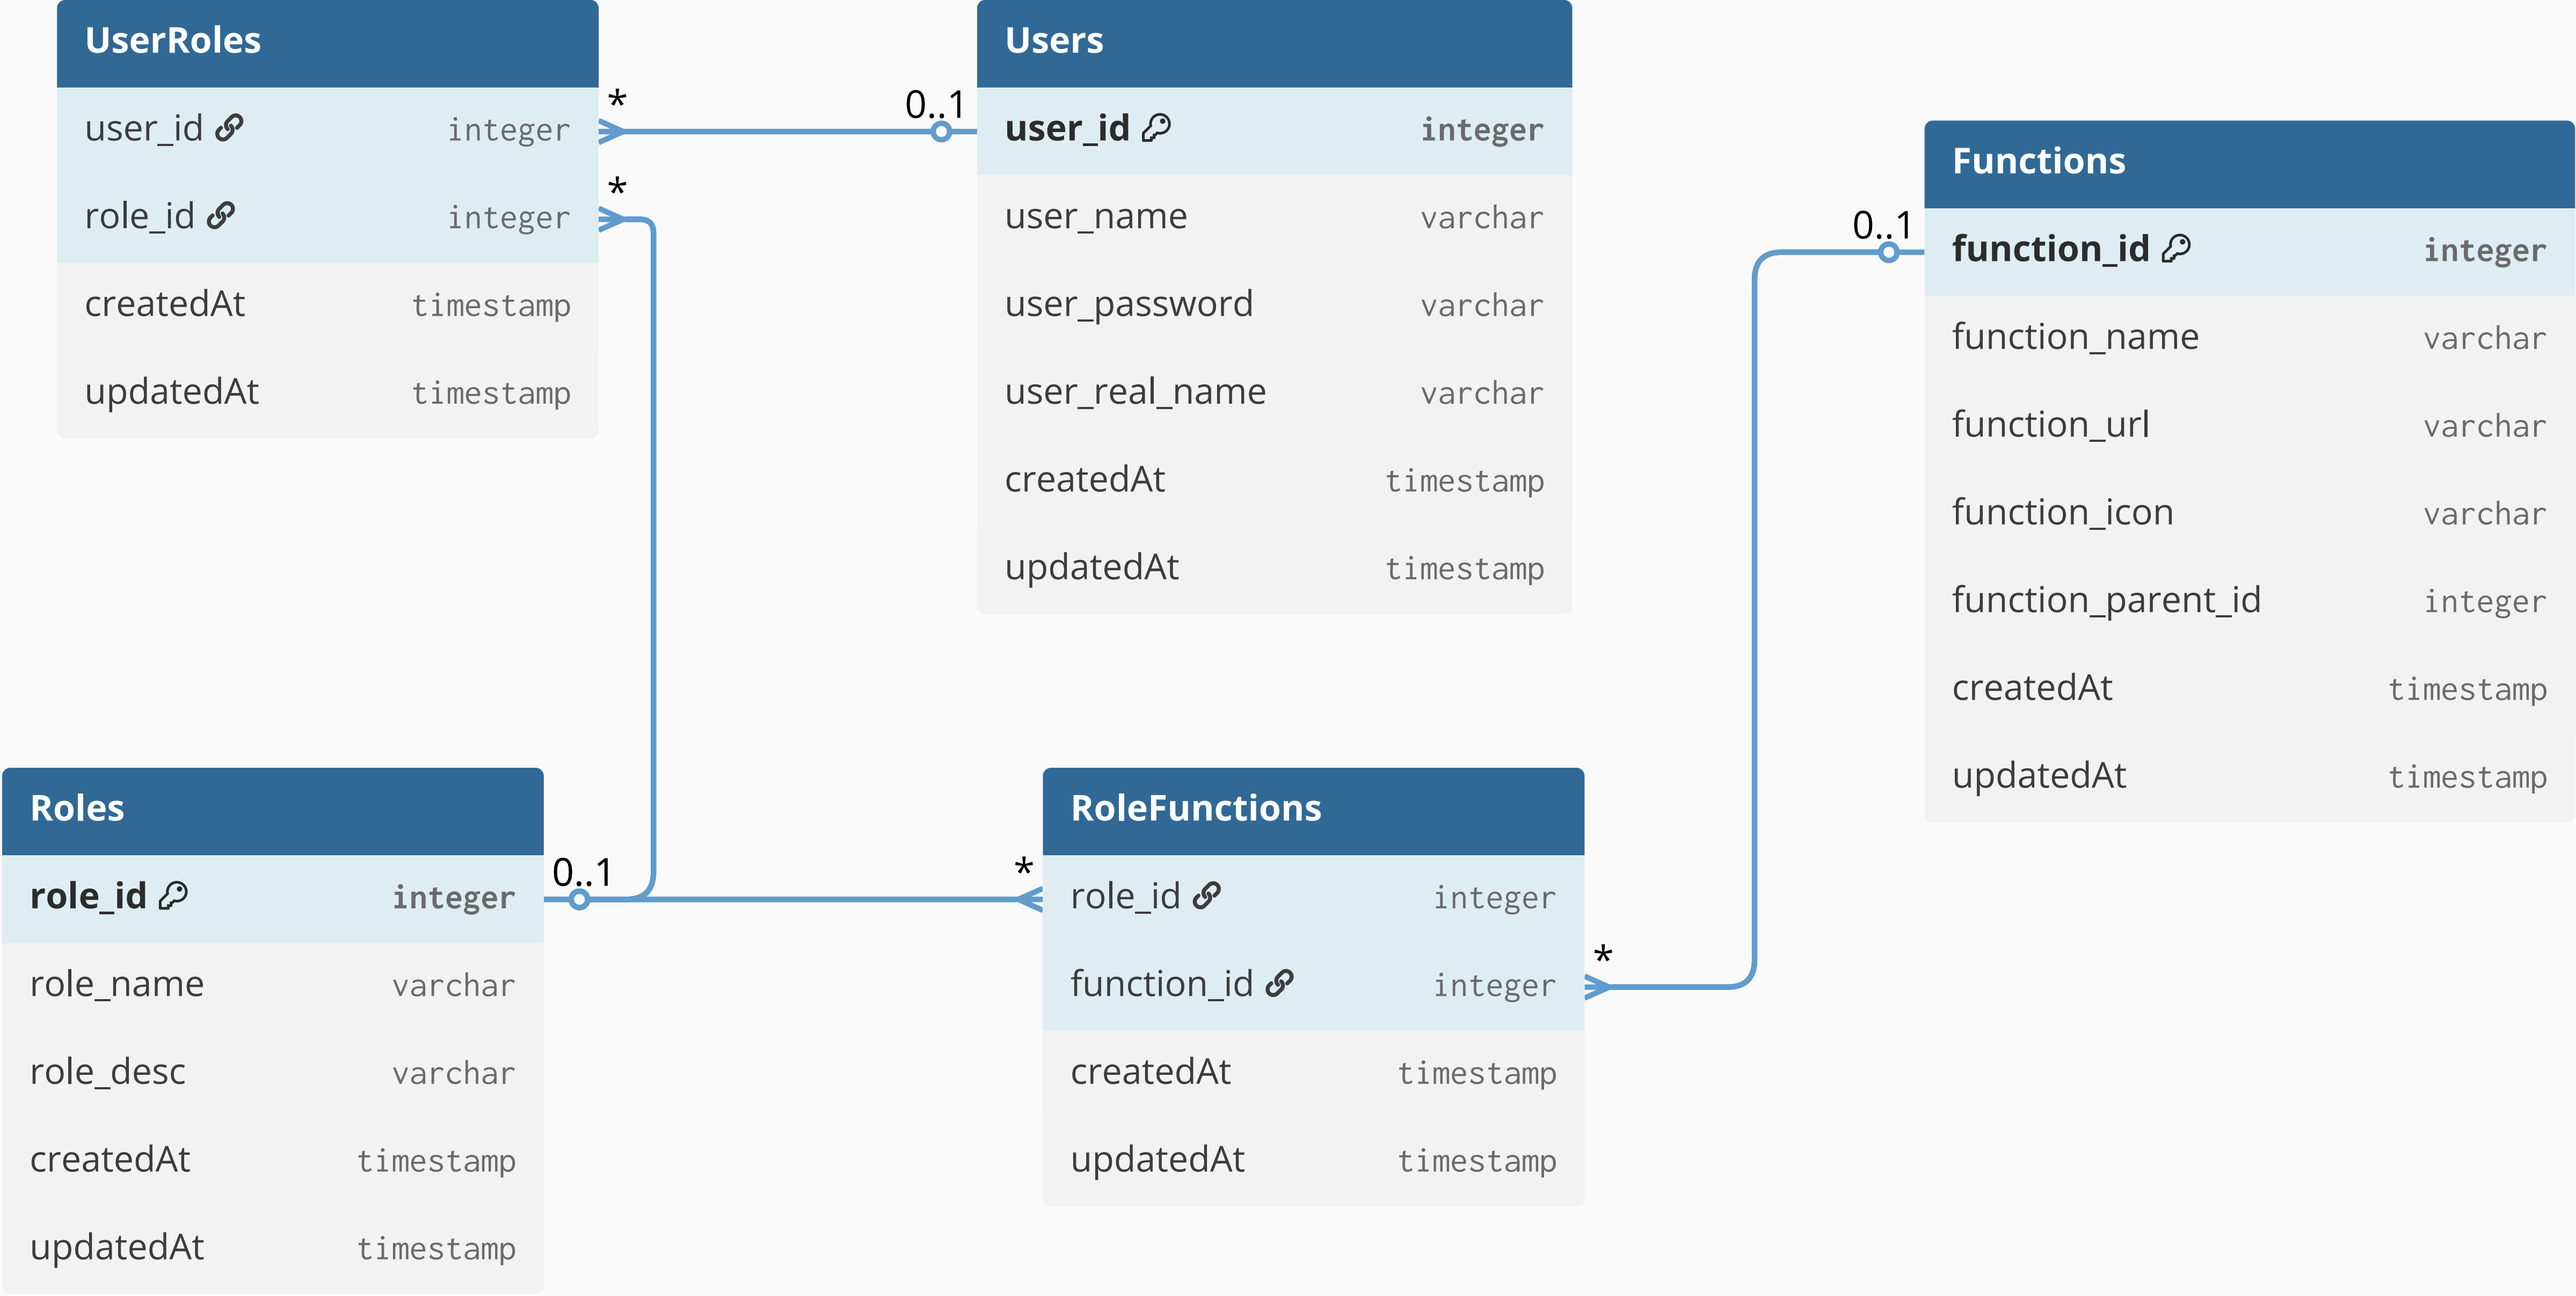 UserRoles
user_id integer
role_id integer
createdAt timestamp
updatedAt timestamp
*
*
0..1
Users
user_id integer
user_name varchar
user_password varchar
user_real_name varchar
createdAt timestamp
updatedAt timestamp
0..1
Functions
function_id integer
function_name varchar
function_url varchar
function_icon varchar
function_parent_id integer
createdAt timestamp
updatedAt timestamp
Roles
role_id integer
role_name varchar
role_desc varchar
createdAt timestamp
updatedAt timestamp
0..1
*
RoleFunctions
role_id integer
function_id integer
createdAt timestamp
updatedAt timestamp
*